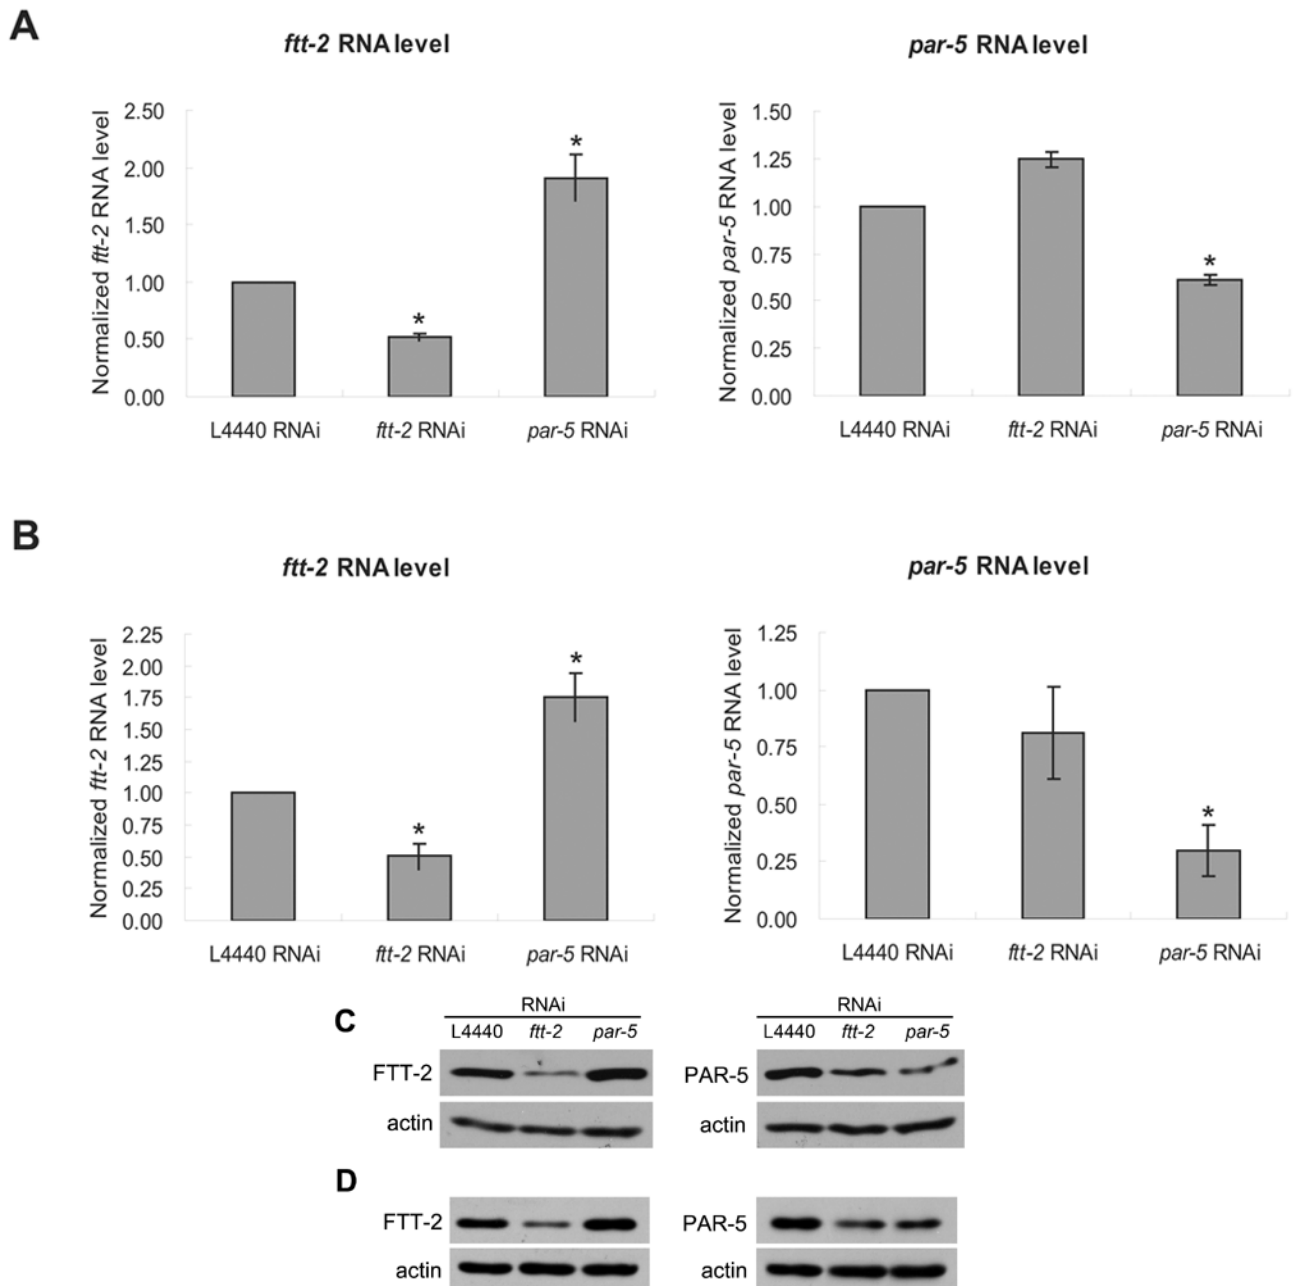 A
ftt-2 RNA level
Normalized ftt-2 RNA level
2.50
2.00
1.50
1.00
0.50
0.00
*
*
L4440 RNAi
ftt-2 RNAi
par-5 RNAi
par-5 RNA level
Normalized par-5 RNA level
1.50
1.25
1.00
0.75
0.50
0.25
0.00
*
L4440 RNAi
ftt-2 RNAi
par-5 RNAi
B
ftt-2 RNA level
Normalized ftt-2 RNA level
2.25
2.00
1.75
1.50
1.25
1.00
0.75
0.50
0.25
0.00
*
*
L4440 RNAi
ftt-2 RNAi
par-5 RNAi
par-5 RNA level
Normalized par-5 RNA level
1.25
1.00
0.75
0.50
0.25
0.00
*
L4440 RNAi
ftt-2 RNAi
par-5 RNAi
C
RNAi
L4440 ftt-2 par-5
FTT-2
actin
RNAi
L4440 ftt-2 par-5
PAR-5
actin
D
FTT-2
actin
PAR-5
actin